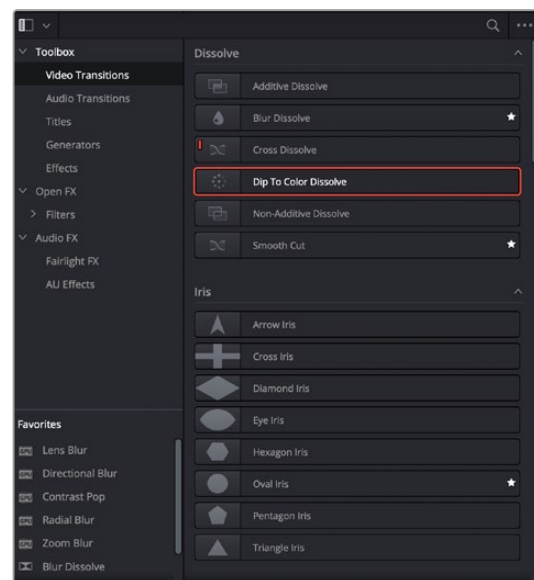 Toolbox
Video Transitions
Audio Transitions
Titles
Generators
Effects
Open FX
Filters
Audio FX
Fairlight FX
AU Effects
Favorites
Lens Blur
Directional Blur
Contrast Pop
Radial Blur
Zoom Blur
Blur Dissolve
Dissolve
Additive Dissolve
Blur Dissolve
Cross Dissolve
Dip To Color Dissolve
Non-Additive Dissolve
Smooth Cut
Iris
Arrow Iris
Cross Iris
Diamond Iris
Eye Iris
Hexagon Iris
Oval Iris
Pentagon Iris
Triangle Iris